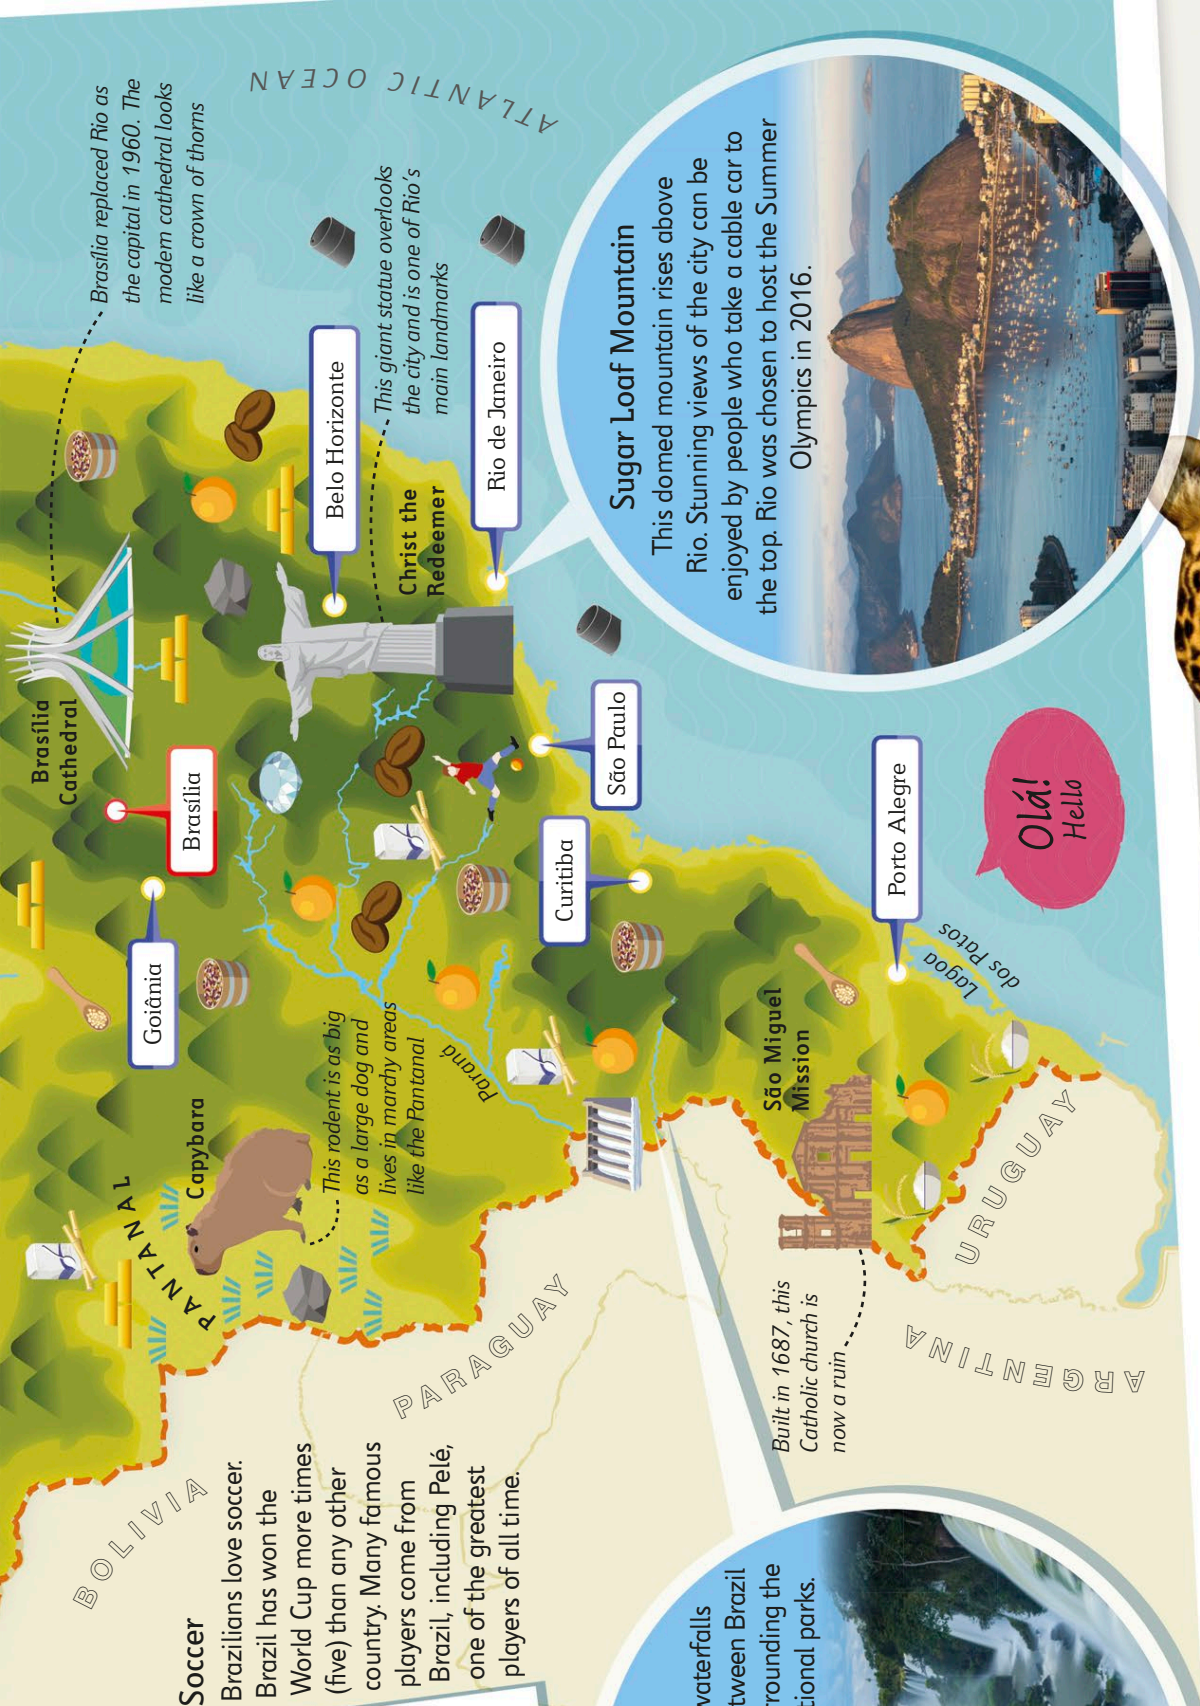 Brasília replaced Rio as
the capital in 1960. The
modern cathedral looks
like a crown of thorns
ATLANTIC OCEAN
Brasília
Cathedral
Brasília
Goiânia
Belo Horizonte
This giant statue overlooks
the city and is one of Rio's
main landmarks
Christ the
Redeemer
Rio de Janeiro
São Paulo
Curitiba
Porto Alegre
Lagoa
dos Patos
Sugar Loaf Mountain
This domed mountain rises above
Rio. Stunning views of the city can be
enjoyed by people who take a cable car to
the top. Rio was chosen to host the Summer
Olympics in 2016.
Olá!
Hello
PANTANAL
Capybara
This rodent is as big
as a large dog and
lives in marhy areas
like the Pantanal
Paraná
São Miguel
Mission
Built in 1687, this
Catholic church is
now a ruin
BOLIVIA
PARAGUAY
URUGUAY
ARGENTINA
Soccer
Brazilians love soccer.
Brazil has won the
World Cup more times
(five) than any other
country. Many famous
players come from
Brazil, including Pelé,
one of the greatest
players of all time.
vaterfalls
tween Brazil
rrounding the
tional parks.